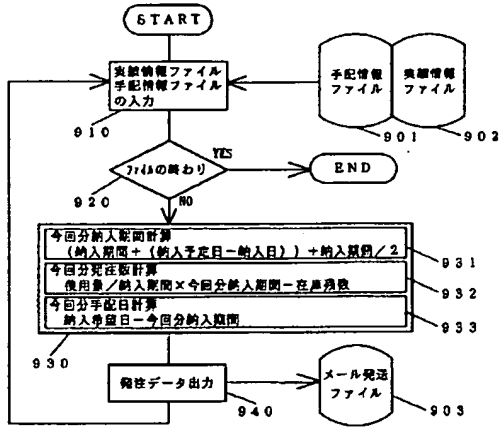 START
実績情報ファイル
手配情報ファイル
の入力
910
手配情報
ファイル
実績情報
ファイル
901
902
ファイルの終わり
YES
END
920
NO
今回分納入期間計算
(納入期間+(納入予定日-納入日))+納入期間/2
931
今回分発注数計算
使用量/納入期間×今回分納入期間-在庫残数
932
今回分手配日計算
納入希望日-今回分納入期間
933
930
発注データ出力
940
メール発送
ファイル
903